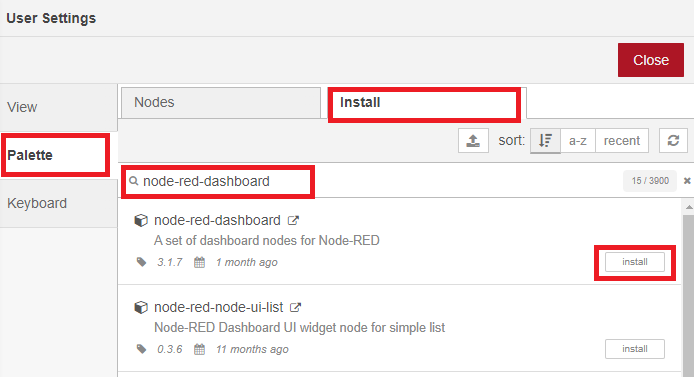 User Settings
Close
View
Palette
Keyboard
Nodes
Install
sort:
a-z
recent
node-red-dashboard
15 / 3900
node-red-dashboard
A set of dashboard nodes for Node-RED
3.1.7
1 month ago
install
node-red-node-ui-list
Node-RED Dashboard UI widget node for simple list
0.3.6
11 months ago
install